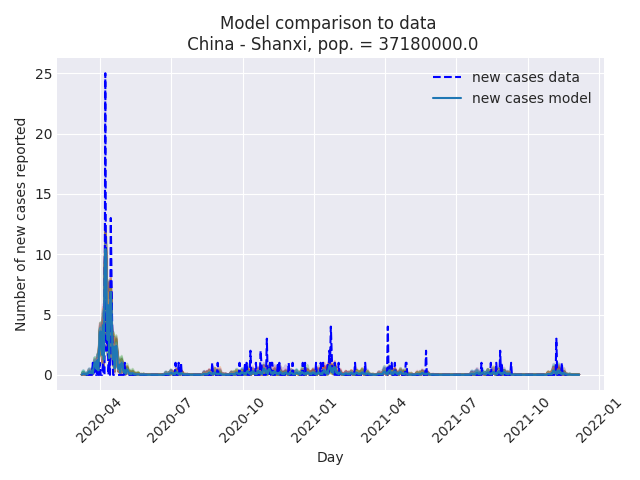 Model comparison to data
China - Shanxi, pop. = 37180000.0
new cases data
new cases model
Number of new cases reported
25
20
15
10
5
0
2020-04
2020-07
2020-10
2021-01
2021-04
2021-07
2021-10
2022-01
Day